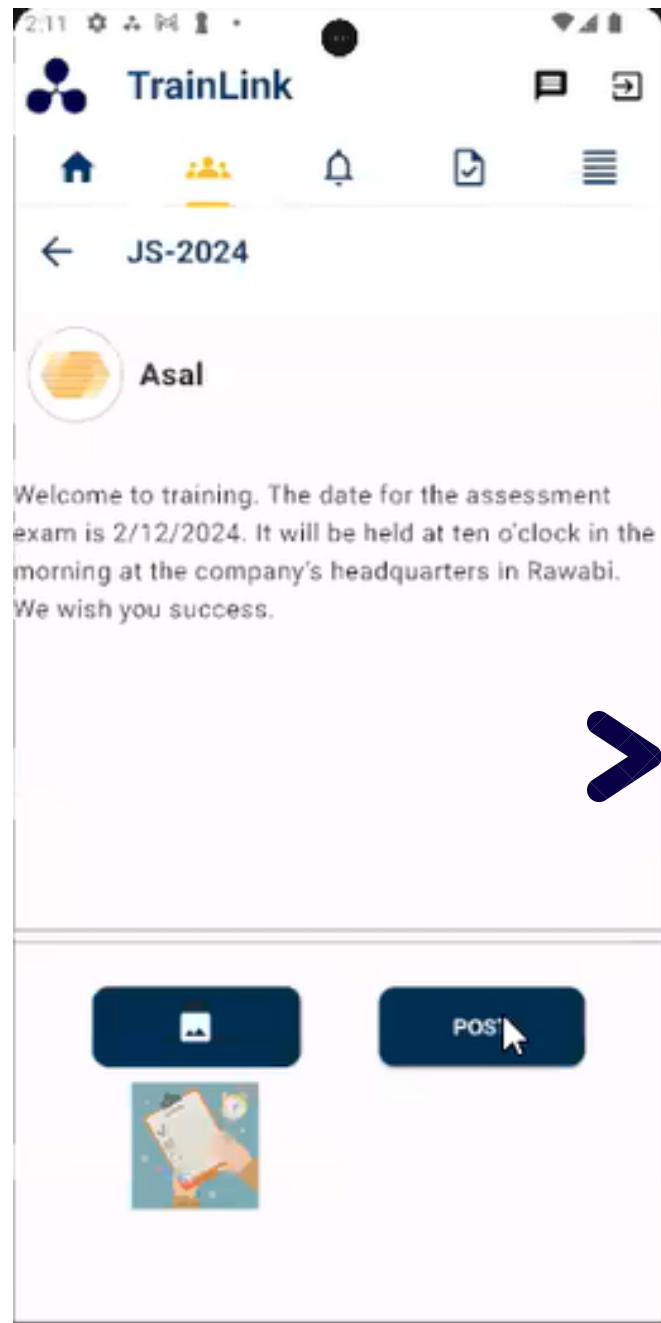 2:11
TrainLink
JS-2024
Asal
Welcome to training. The date for the assessment
exam is 2/12/2024. It will be held at ten o'clock in the
morning at the company's headquarters in Rawabi.
We wish you success.
POST